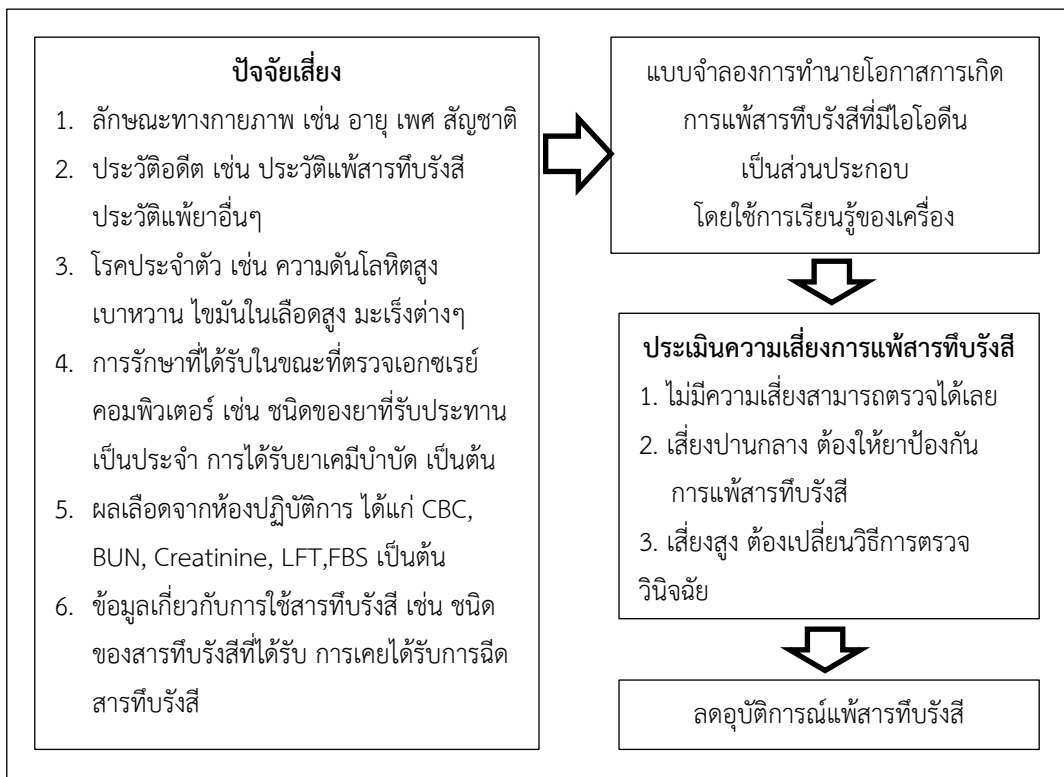 ปัจจัยเสี่ยง
1. ลักษณะทางกายภาพ เช่น อายุ เพศ สัญชาติ
2. ประวัติอดีต เช่น ประวัติแพ้สารทึบรังสี
ประวัติแพ้ยาอื่นๆ
3. โรคประจำตัว เช่น ความดันโลหิตสูง
เบาหวาน ไขมันในเลือดสูง มะเร็งต่างๆ
4. การรักษาที่ได้รับในขณะที่ตรวจเอกซเรย์
คอมพิวเตอร์ เช่น ชนิดของยาที่รับประทาน
เป็นประจำ การได้รับยาเคมีบำบัด เป็นต้น
5. ผลเลือดจากห้องปฏิบัติการ ได้แก่ CBC,
BUN, Creatinine, LFT,FBS เป็นต้น
6. ข้อมูลเกี่ยวกับการใช้สารทึบรังสี เช่น ชนิด
ของสารทึบรังสีที่ได้รับ การเคยได้รับการฉีด
สารทึบรังสี
แบบจำลองการทำนายโอกาสการเกิด
การแพ้สารทึบรังสีที่มีไอโอดีน
เป็นส่วนประกอบ
โดยใช้การเรียนรู้ของเครื่อง
ประเมินความเสี่ยงการแพ้สารทึบรังสี
1. ไม่มีความเสี่ยงสามารถตรวจได้เลย
2. เสี่ยงปานกลาง ต้องให้ยาป้องกัน
การแพ้สารทึบรังสี
3. เสี่ยงสูง ต้องเปลี่ยนวิธีการตรวจ
วินิจฉัย
ลดอุบัติการณ์แพ้สารทึบรังสี